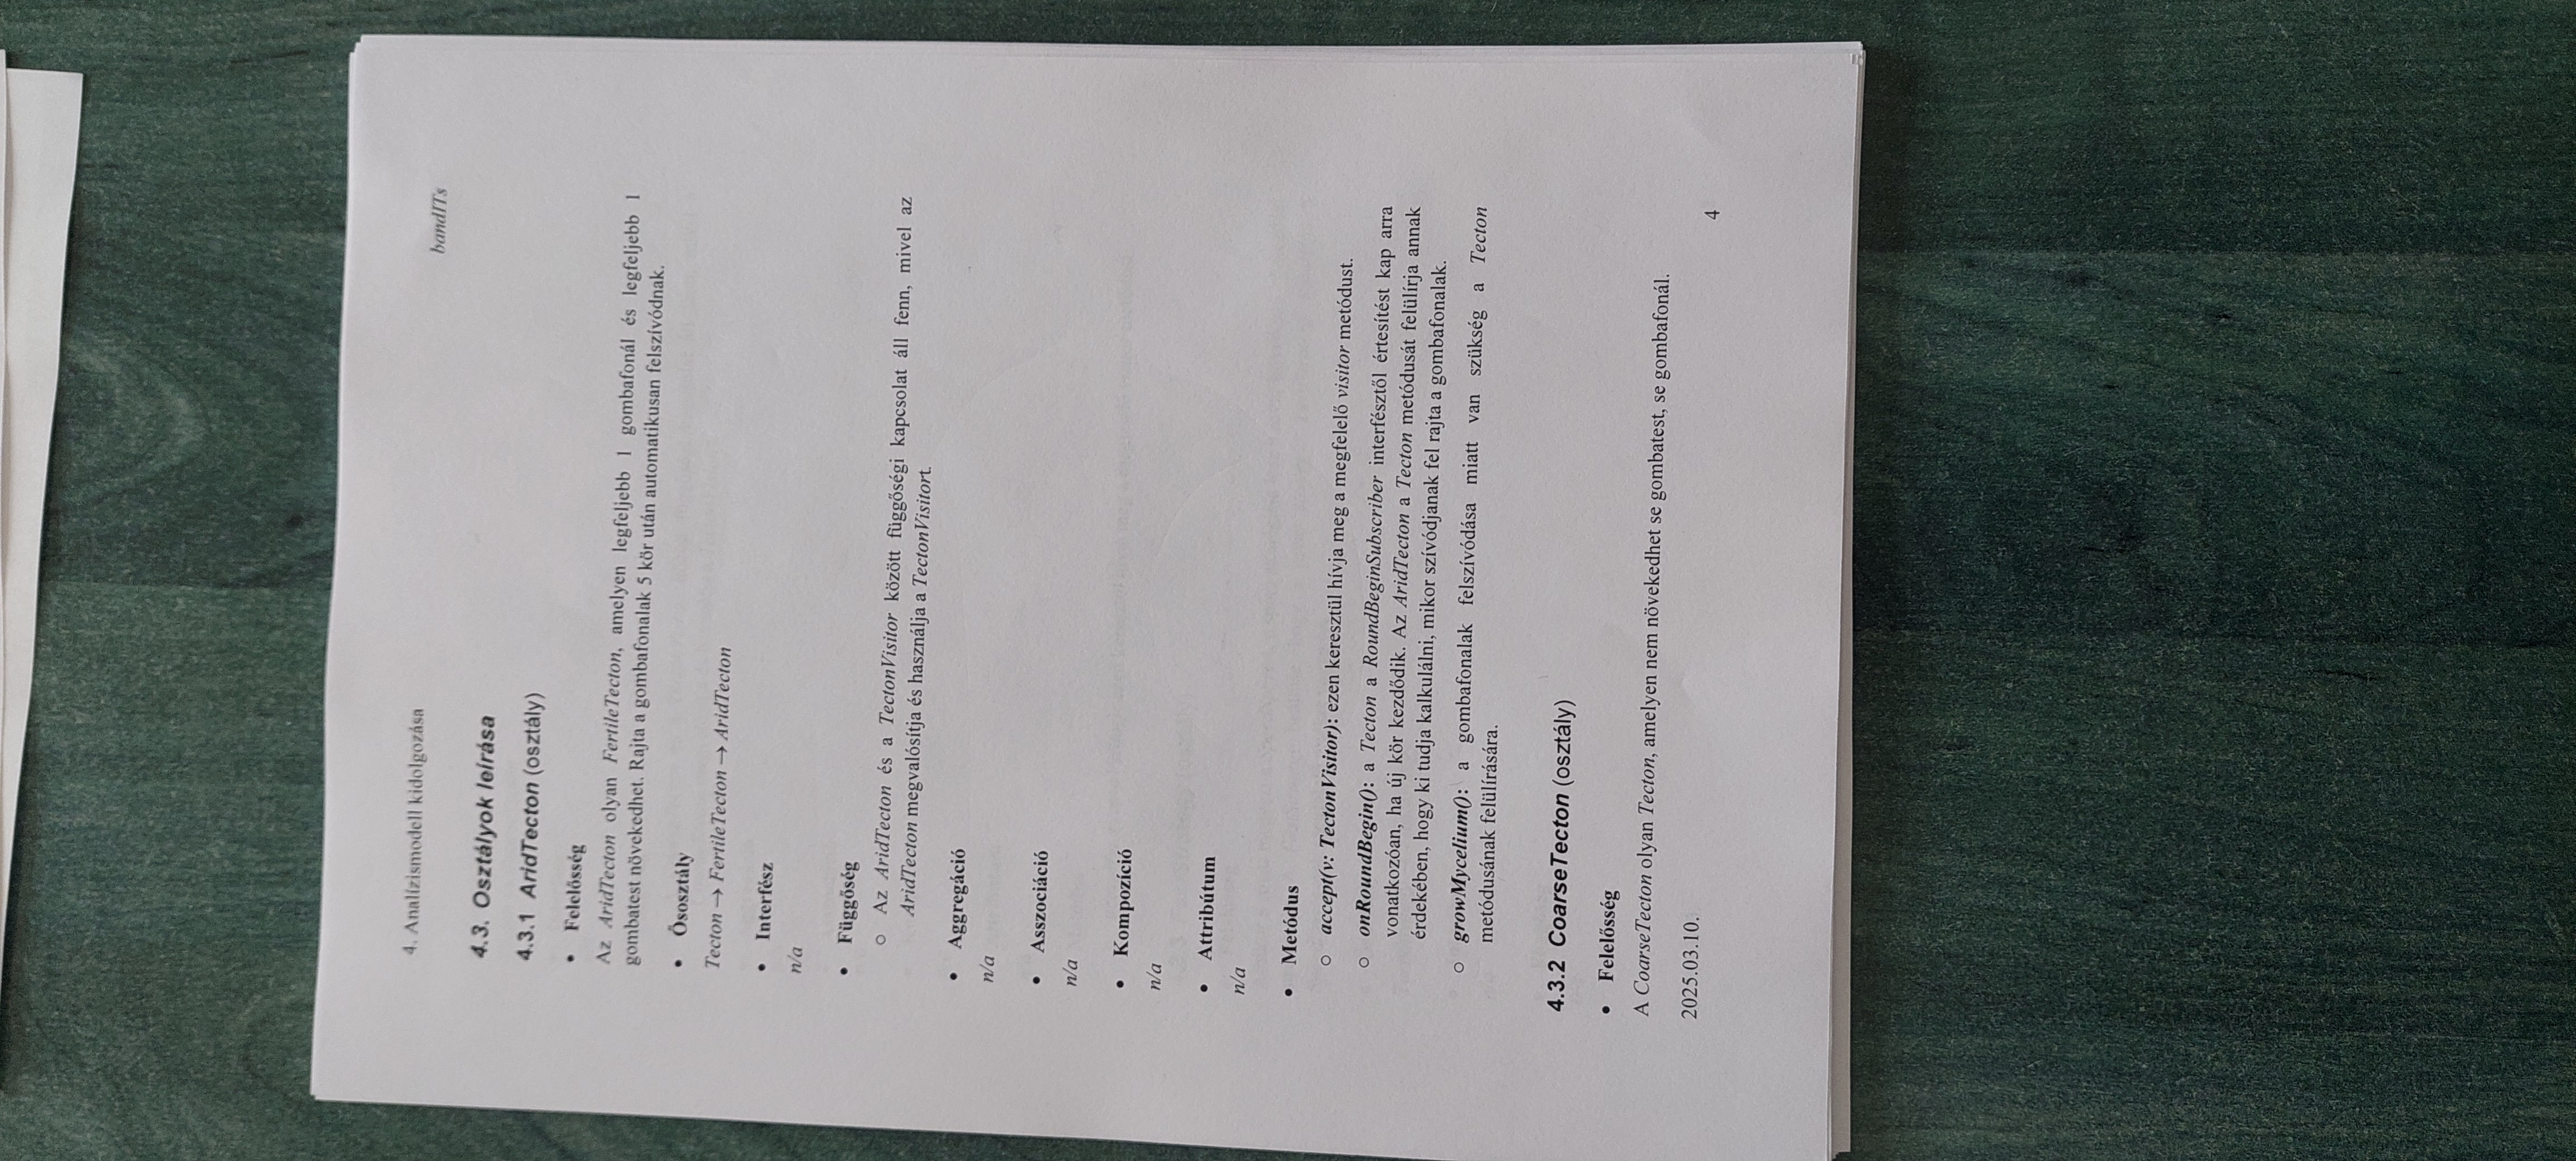 4. Analízismodell kidolgozása
bandITs
4.3. Osztályok leírása
4.3.1 AridTecton (osztály)
• Felelősség
Az AridTecton olyan FertileTecton, amelyen legfeljebb 1 gombafonál és legfeljebb 1
gombatest növekedhet. Rajta a gombafonalak 5 kör után automatikusan felszívódnak.
• Ősosztály
Tecton → FertileTecton → AridTecton
• Interfész
n/a
• Függőség
○ Az AridTecton és a TectonVisitor között függőségi kapcsolat áll fenn, mivel az
AridTecton megvalósítja és használja a TectonVisitort.
• Aggregáció
n/a
• Asszociáció
n/a
• Kompozíció
n/a
• Attribútum
n/a
• Metódus
○ accept(v: TectonVisitor): ezen keresztül hívja meg a megfelelő visitor metódust.
○ onRoundBegin(): a Tecton a RoundBeginSubscriber interfésztől értesítést kap arra
vonatkozóan, ha új kör kezdődik. Az AridTecton a Tecton metódusát felülírja annak
érdekében, hogy ki tudja kalkulálni, mikor szívódjanak fel rajta a gombafonalak.
○ growMycelium(): a gombafonalak felszívódása miatt van szükség a Tecton
metódusának felülírására.
4.3.2 CoarseTecton (osztály)
• Felelősség
A CoarseTecton olyan Tecton, amelyen nem növekedhet se gombatest, se gombafonál.
2025.03.10.
4